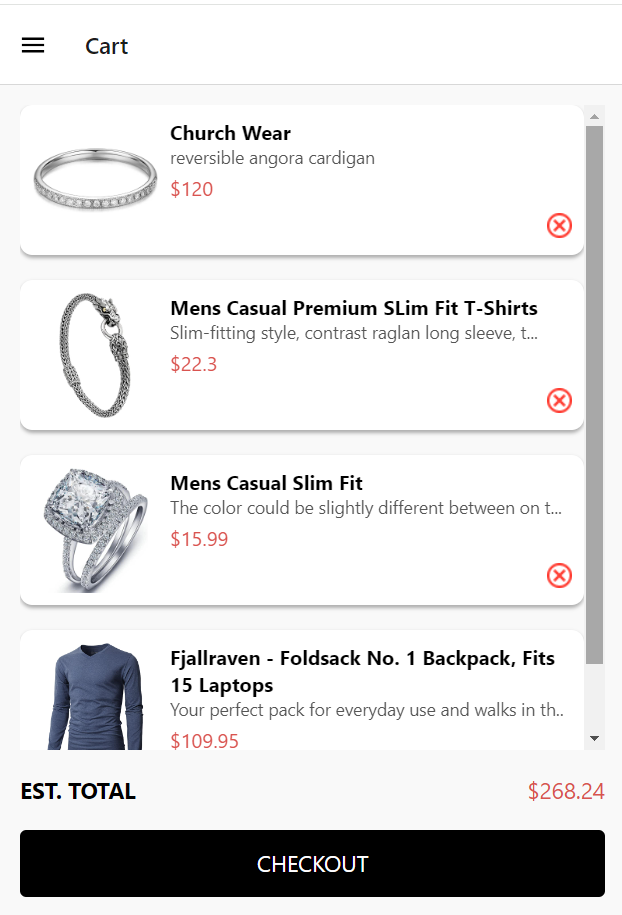 Cart
Church Wear
reversible angora cardigan
$120
Mens Casual Premium SLim Fit T-Shirts
Slim-fitting style, contrast raglan long sleeve, t...
$22.3
Mens Casual Slim Fit
The color could be slightly different between on t...
$15.99
Fjallraven - Foldsack No. 1 Backpack, Fits
15 Laptops
Your perfect pack for everyday use and walks in th..
$109.95
EST. TOTAL $268.24
CHECKOUT